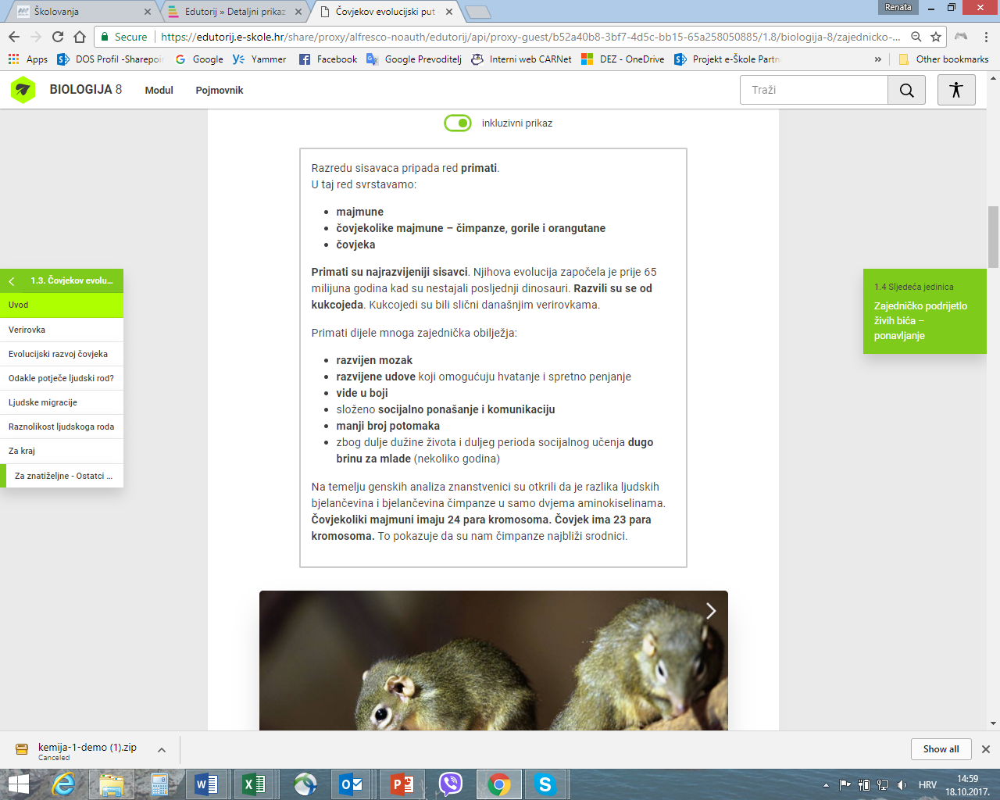 Školovanja
Edutorij » Detaljni prikaz
Čovjekov evolucijski put
Renata
Secure
https://edutorij.e-skole.hr/share/proxy/alfresco-noauth/edutorij/api/proxy-guest/b52a40b8-3bf7-4d5c-bb15-65a258050885/1.8/biologija-8/zajednicko-...
Apps
DOS Profil -Sharepoin
Google
Yammer
Facebook
Google Prevoditelj
Interni web CARNet
DEZ - OneDrive
Projekt e-Škole Partn
» Other bookmarks
BIOLOGIJA 8
Modul
Pojmovnik
Traži
inkluzivni prikaz
Razredu sisavaca pripada red primati.
U taj red svrstavamo:
• majmune
• čovjekolike majmune – čimpanze, gorile i orangutane
• čovjeka
Primati su najrazvijeniji sisavci. Njihova evolucija započela je prije 65
milijuna godina kad su nestajali posljednji dinosauri. Razvili su se od
kukcojeda. Kukcojedi su bili slični današnjim verirovkama.
Primati dijele mnoga zajednička obilježja:
• razvijen mozak
• razvijene udove koji omogućuju hvatanje i spretno penjanje
• vide u boji
• složeno socijalno ponašanje i komunikaciju
• manji broj potomaka
• zbog dulje dužine života i duljeg perioda socijalnog učenja dugo
brinu za mlade (nekoliko godina)
Na temelju genskih analiza znanstvenici su otkrili da je razlika ljudskih
bjelančevina i bjelančevina čimpanze u samo dvjema aminokiselinama.
Čovjekoliki majmuni imaju 24 para kromosoma. Čovjek ima 23 para
kromosoma. To pokazuje da su nam čimpanze najbliži srodnici.
1.3. Čovjekov evolu...
Uvod
Verirovka
Evolucijski razvoj čovjeka
Odakle potječe ljudski rod?
Ljudske migracije
Raznolikost ljudskoga roda
Za kraj
Za znatiželjne - Ostatci ...
1.4 Sljedeća jedinica
Zajedničko podrijetlo
živih bića –
ponavljanje
kemija-1-demo (1).zip
Canceled
Show all
HRV
14:59
18.10.2017.